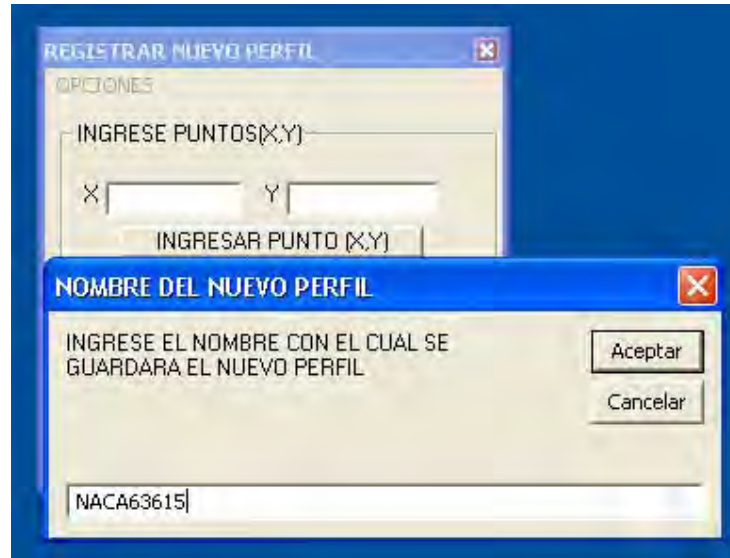 REGISTRAR NUEVO PERFIL
OPCIONES
INGRESE PUNTOS(X,Y)
X Y
INGRESAR PUNTO (X,Y)
NOMBRE DEL NUEVO PERFIL
INGRESE EL NOMBRE CON EL CUAL SE
GUARDARA EL NUEVO PERFIL
Aceptar
Cancelar
NACA63615